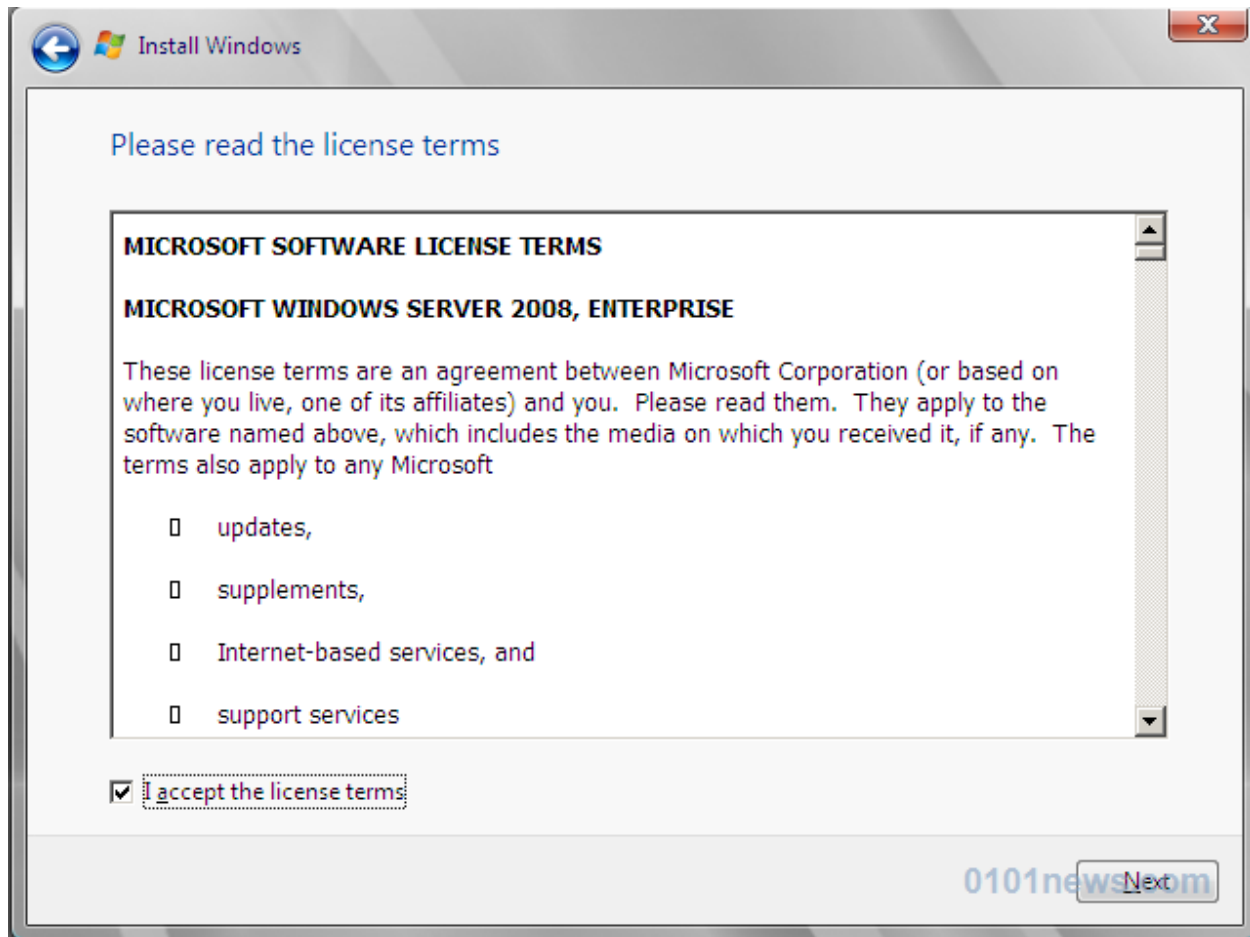 Install Windows
Please read the license terms
MICROSOFT SOFTWARE LICENSE TERMS
MICROSOFT WINDOWS SERVER 2008, ENTERPRISE
These license terms are an agreement between Microsoft Corporation (or based on
where you live, one of its affiliates) and you.  Please read them.  They apply to the
software named above, which includes the media on which you received it, if any.  The
terms also apply to any Microsoft
updates,
supplements,
Internet-based services, and
support services
I accept the license terms
Next
0101news.com